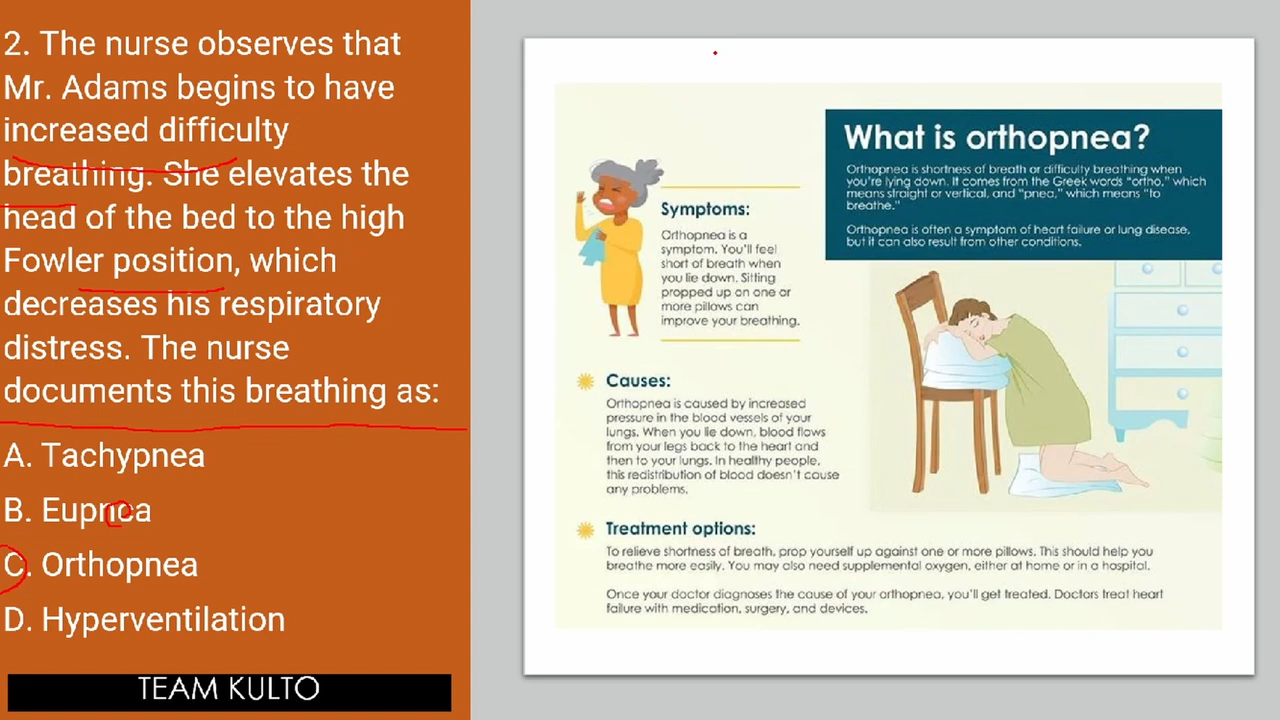 2. The nurse observes that
Mr. Adams begins to have
increased difficulty
breathing. She elevates the
head of the bed to the high
Fowler position, which
decreases his respiratory
distress. The nurse
documents this breathing as:
A. Tachypnea
B. Eupnca
C. Orthopnea
D. Hyperventilation
TEAM KULTO
What is orthopnea?
Orthopnea is shortness of breath or difficulty breathing when
you're lying down. It comes from the Greek words "ortho," which
means straight or vertical, and "pnea," which means "to
breathe."
Orthopnea is often a symptom of heart failure or lung disease,
but it can also result from other conditions.
Symptoms:
Orthopnea is a
symptom. You'll feel
short of breath when
you lie down. Sitting
propped up on one or
more pillows can
improve your breathing.
Causes:
Orthopnea is caused by increased
pressure in the blood vessels of your
lungs. When you lie down, blood flows
from your legs back to the heart and
then to your lungs. In healthy people,
this redistribution of blood doesn't cause
any problems.
Treatment options:
To relieve shortness of breath, prop yourself up against one or more pillows. This should help you
breathe more easily. You may also need supplemental oxygen, either at home or in a hospital.
Once your doctor diagnoses the cause of your orthopnea, you'll get treated. Doctors treat heart
failure with medication, surgery, and devices.